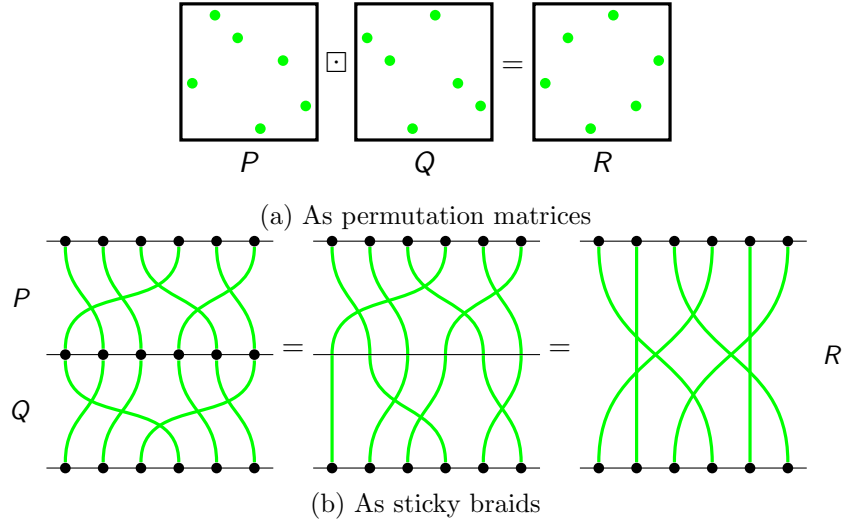 ⊡ =
P Q R
(a) As permutation matrices
P
= =
R
Q
(b) As sticky braids